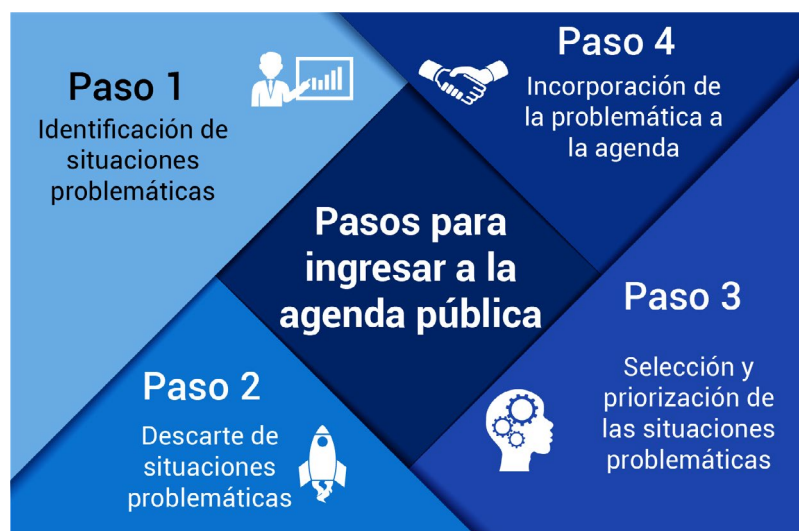 Pasos para
ingresar a la
agenda pública
Paso 1
Identificación de
situaciones
problemáticas
Paso 2
Descarte de
situaciones
problemáticas
Paso 3
Selección y
priorización de
las situaciones
problemáticas
Paso 4
Incorporación de
la problemática a
la agenda